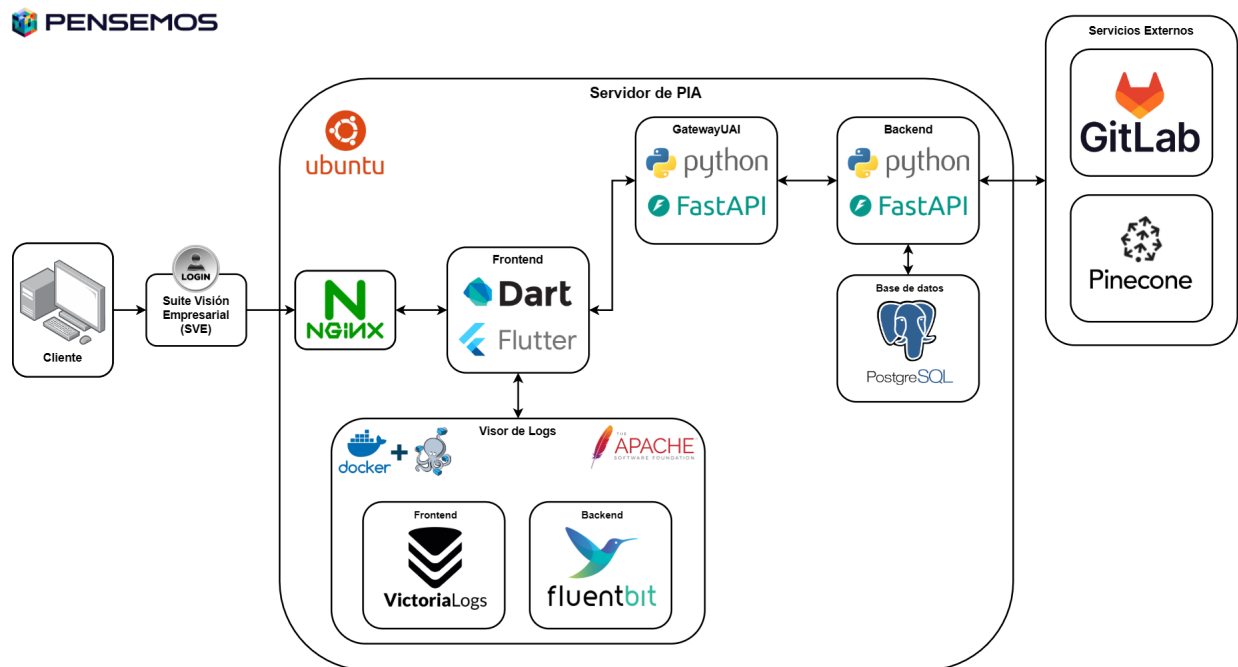 PENSEMOS
Servicios Externos
GitLab
Pinecone
Servidor de PIA
ubuntu
GatewayUAI
python
FastAPI
Backend
python
FastAPI
Base de datos
PostgreSQL
Cliente
LOGIN
Suite Visión
Empresarial
(SVE)
NGiNX
Frontend
Dart
Flutter
Visor de Logs
docker
+
THE
APACHE
SOFTWARE FOUNDATION
Frontend
VictoriaLogs
Backend
fluentbit